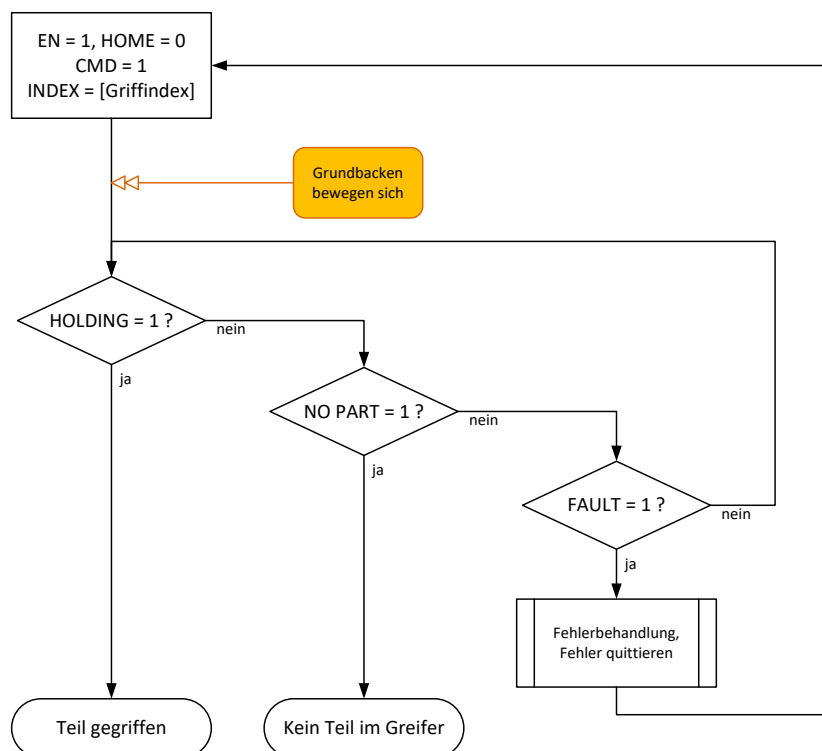 EN = 1, HOME = 0
CMD = 1
INDEX = [Griffindex]
Grundbacken
bewegen sich
HOLDING = 1 ?
nein
ja
NO PART = 1 ?
nein
ja
FAULT = 1 ?
nein
ja
Fehlerbehandlung,
Fehler quittieren
Teil gegriffen
Kein Teil im Greifer